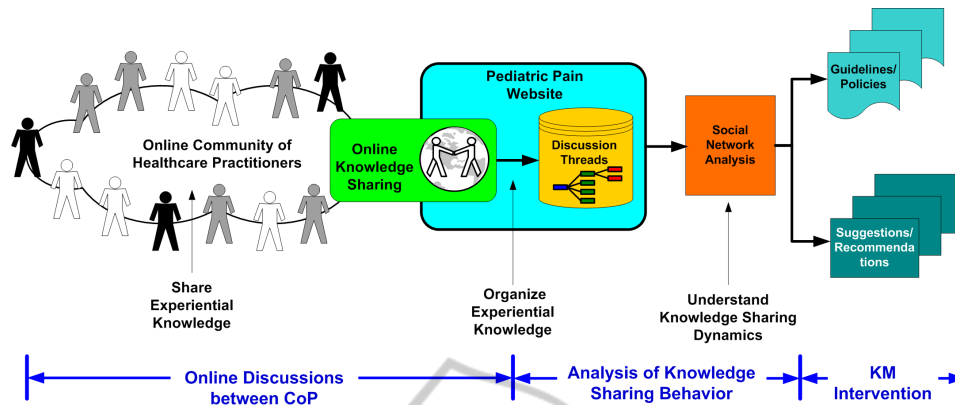 Pediatric Pain
Website
Guidelines/
Policies
Online Community of
Healthcare Practitioners
Online
Knowledge
Sharing
Discussion
Threads
Social
Network
Analysis
Suggestions/
Recommenda
tions
Share
Experiential
Knowledge
Organize
Experiential
Knowledge
Understand
Knowledge Sharing
Dynamics
Online Discussions
between CoP
Analysis of Knowledge
Sharing Behavior
KM
Intervention